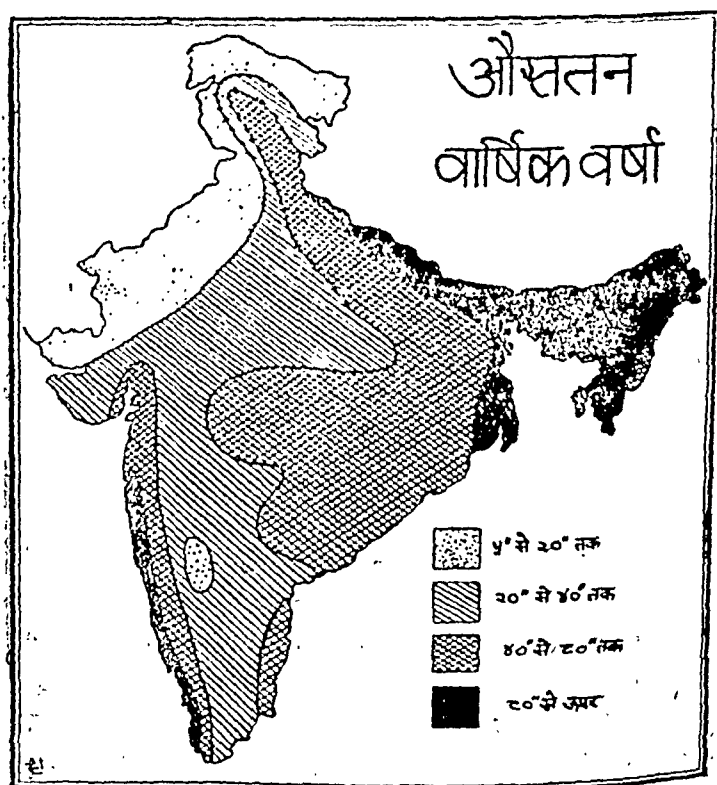 औसतन
वार्षिक वर्षा
५" से २०" तक
२०" से ४०" तक
४०" से ८०" तक
८०" से ऊपर